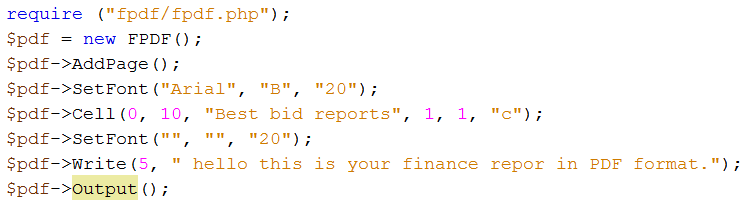 require ("fpdf/fpdf.php");
$pdf = new FPDF();
$pdf->AddPage();
$pdf->SetFont("Arial", "B", "20");
$pdf->Cell(0, 10, "Best bid reports", 1, 1, "c");
$pdf->SetFont("", "", "20");
$pdf->Write(5, " hello this is your finance repor in PDF format.");
$pdf->Output();